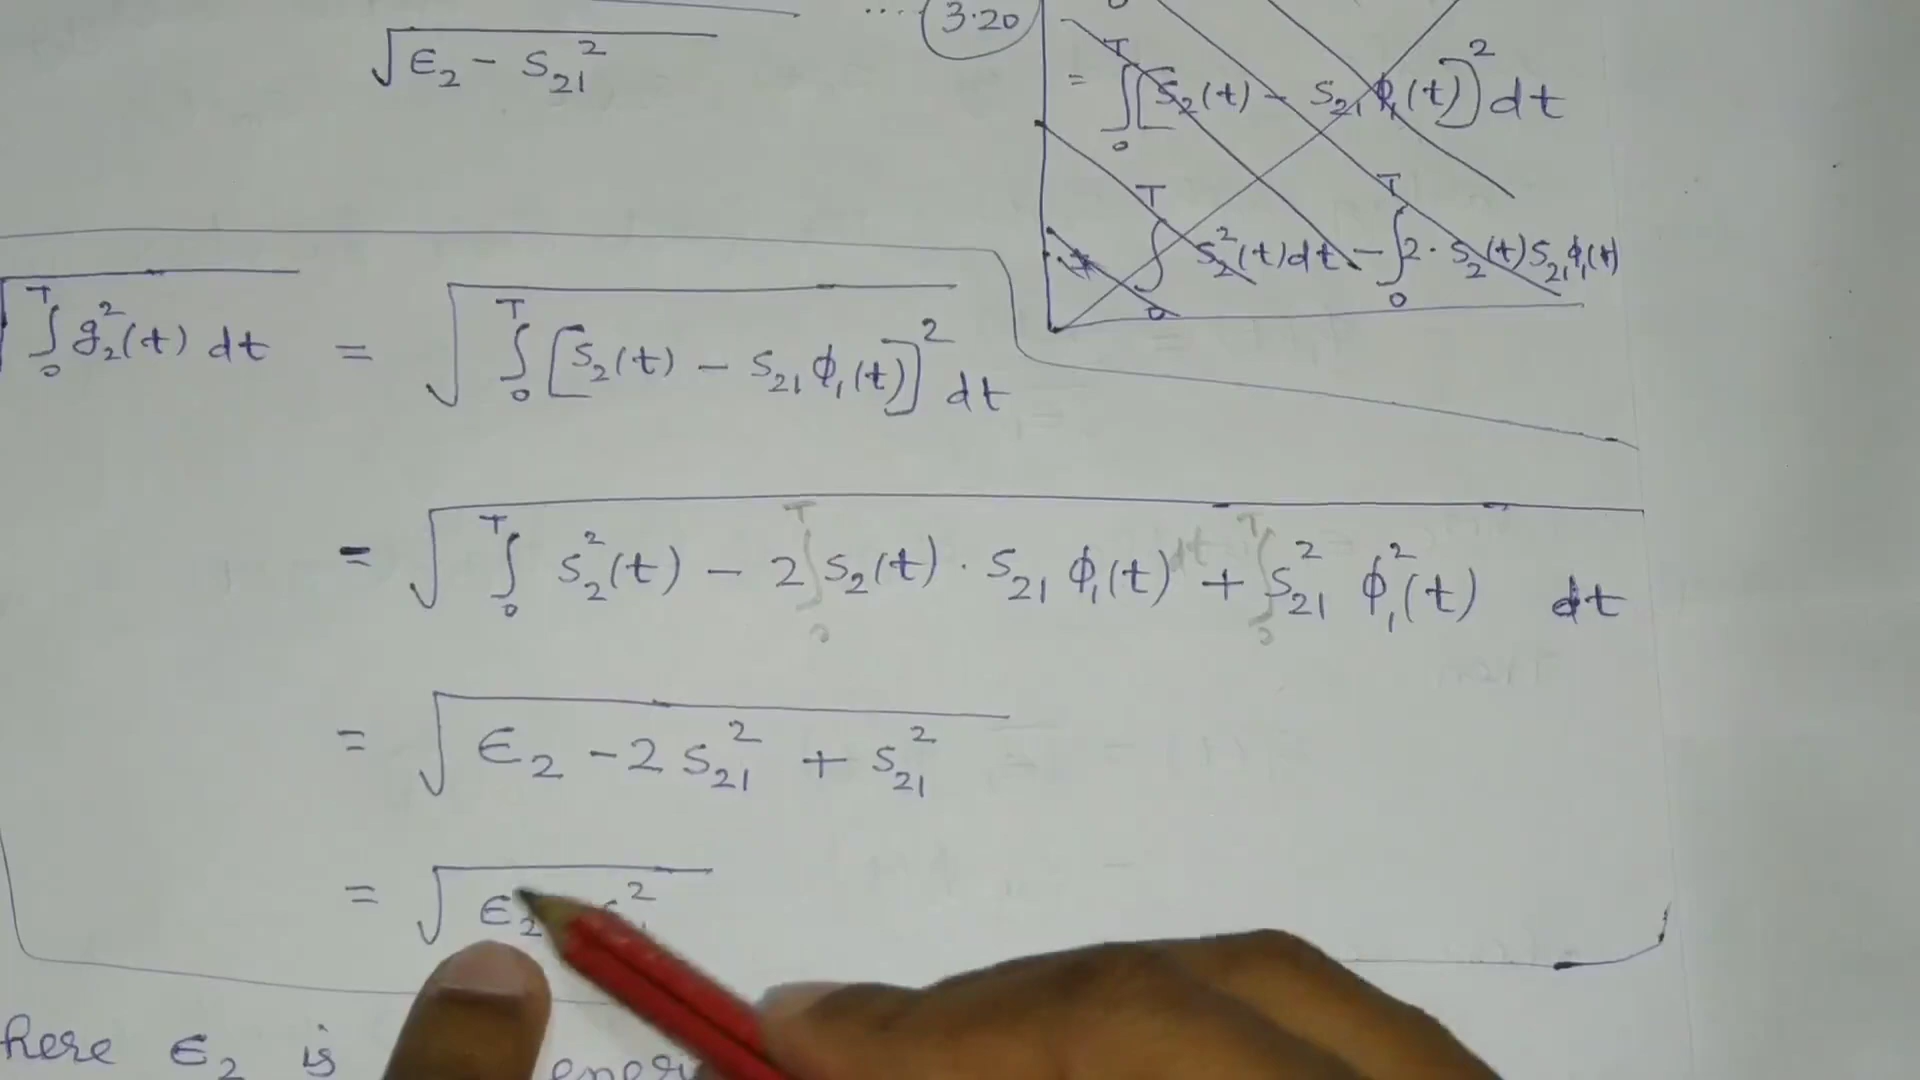 √(ε₂ - s₂₁²) .... (3.20)
= ∫₀ᵀ [s₂(t) - s₂₁ ϕ₁(t)]² dt
∫₀ᵀ s₂²(t) dt - ∫₀ᵀ 2 · s₂(t) s₂₁ ϕ₁(t)
√(∫₀ᵀ g₂²(t) dt) = √(∫₀ᵀ [s₂(t) - s₂₁ ϕ₁(t)]² dt)
= √(∫₀ᵀ s₂²(t) - 2 ∫₀ᵀ s₂(t) · s₂₁ ϕ₁(t) dt + ∫₀ᵀ s₂₁² ϕ₁²(t) dt)
= √(ε₂ - 2 s₂₁² + s₂₁²)
= √(ε₂ 
here ε₂ is